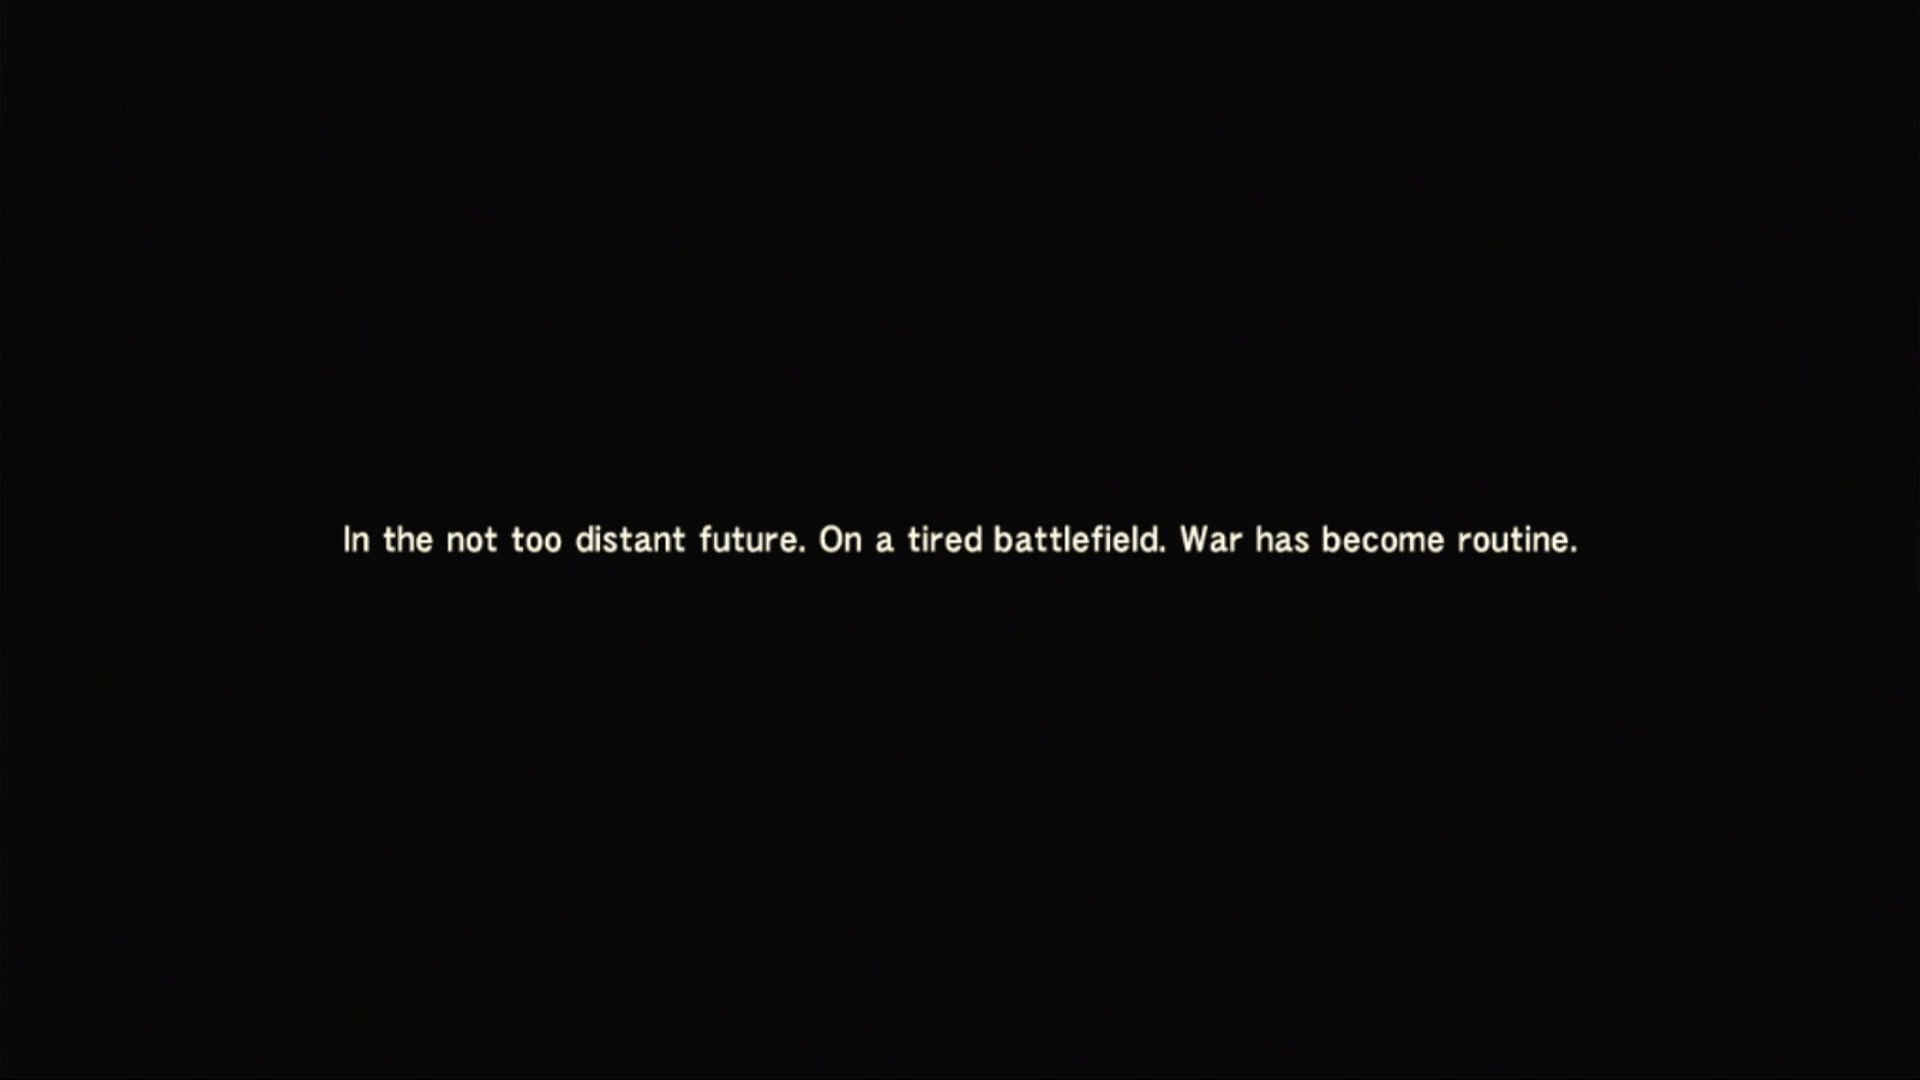 In the not too distant future. On a tired battlefield. War has become routine.